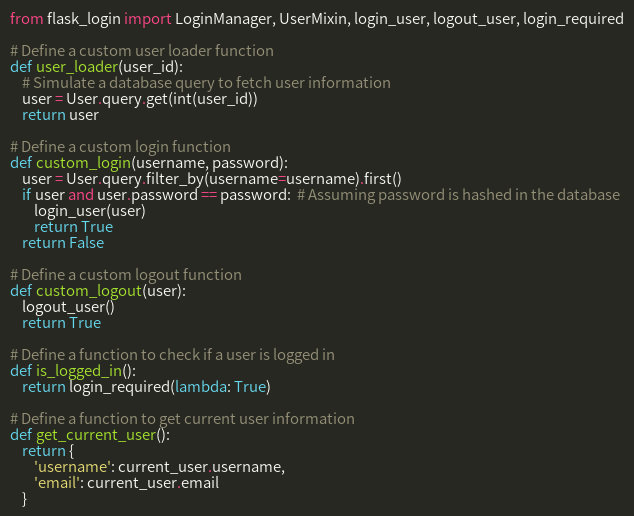 from flask_login import LoginManager, UserMixin, login_user, logout_user, login_required

# Define a custom user loader function
def user_loader(user_id):
    # Simulate a database query to fetch user information
    user = User.query.get(int(user_id))
    return user

# Define a custom login function
def custom_login(username, password):
    user = User.query.filter_by(username=username).first()
    if user and user.password == password:  # Assuming password is hashed in the database
        login_user(user)
        return True
    return False

# Define a custom logout function
def custom_logout(user):
    logout_user()
    return True

# Define a function to check if a user is logged in
def is_logged_in():
    return login_required(lambda: True)

# Define a function to get current user information
def get_current_user():
    return {
        'username': current_user.username,
        'email': current_user.email
    }